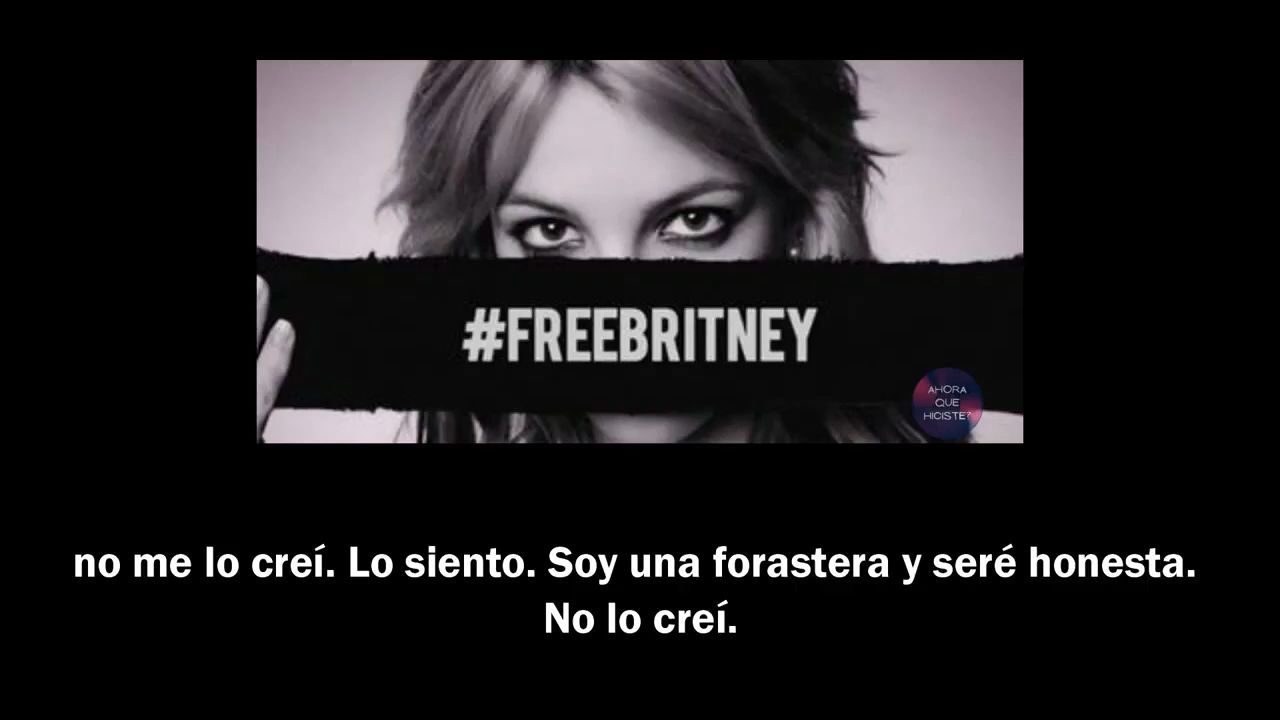 #FREEBRITNEY
AHORA
QUE
HICISTE?
no me lo creí. Lo siento. Soy una forastera y seré honesta.
No lo creí.